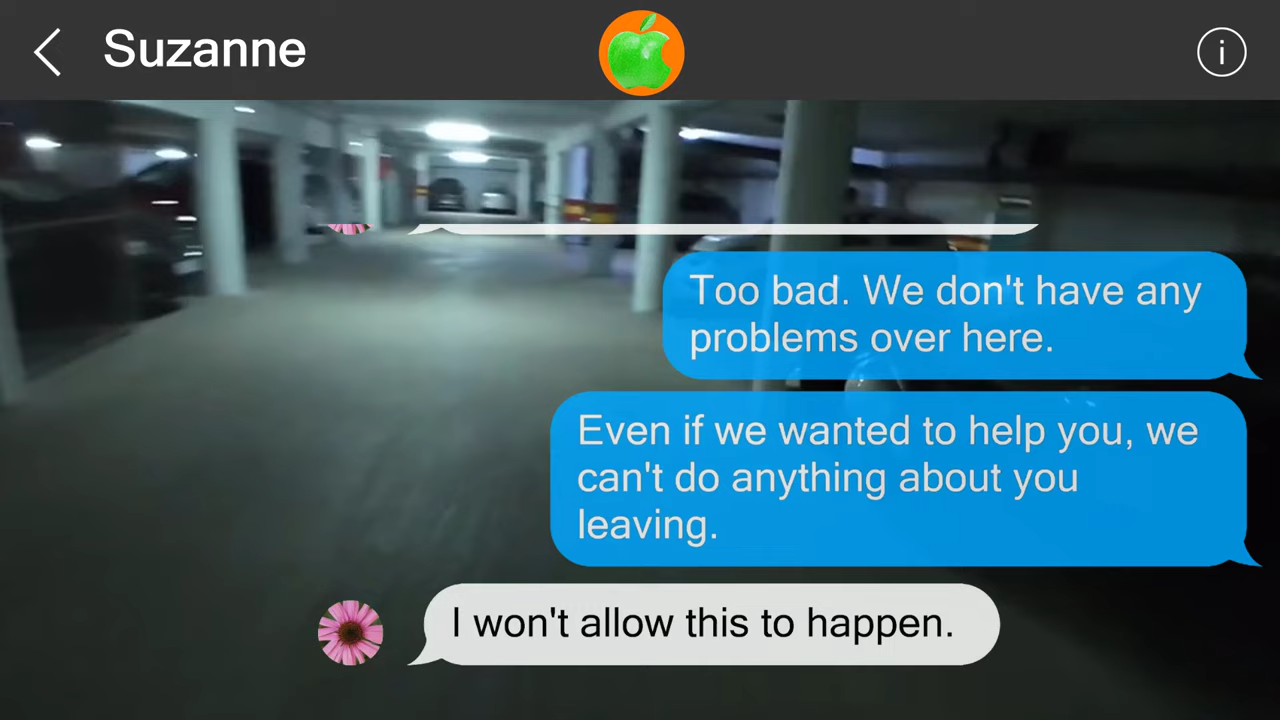 Suzanne
i
Too bad. We don't have any
problems over here.
Even if we wanted to help you, we
can't do anything about you
leaving.
I won't allow this to happen.